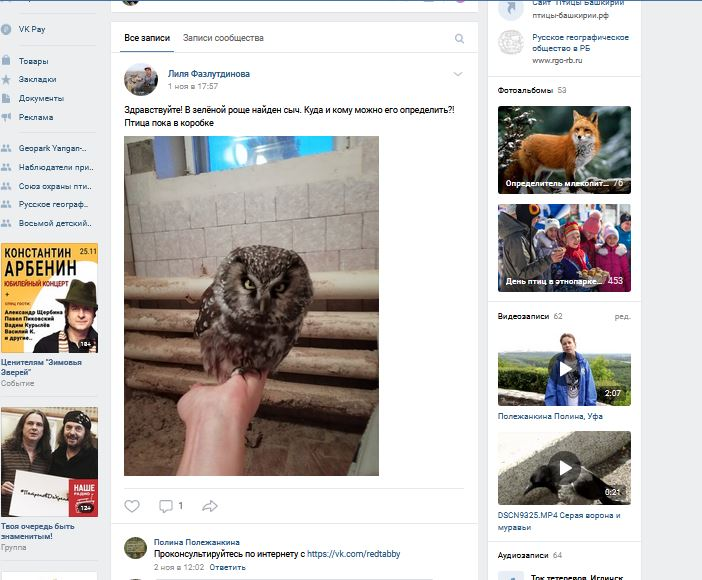 VK Pay
Товары
Закладки
Документы
Реклама
Geopark Yangan-..
Наблюдатели при..
Союз охраны пти..
Русское географ..
Восьмой детский..
КОНСТАНТИН
25.11
АРБЕНИН
ЮБИЛЕЙНЫЙ КОНЦЕРТ
+
СПЕЦ ГОСТИ:
Александр Щербина
Павел Пиковский
Вадим Курылёв
Василий К.
и другие..
18+
Ценителям "Зимовья
Зверей"
Событие
НАШЕ
РАДИО
12+
Твоя очередь быть
знаменитым!
Группа
Все записи
Записи сообщества
Лиля Фазлутдинова
1 ноя в 17:57
Здравствуйте! В зелёной роще найден сыч. Куда и кому можно его определить?!
Птица пока в коробке
1
Полина Полежанкина
Проконсультируйтесь по интернету с https://vk.com/redtabby
2 ноя в 12:02 Ответить
Сайт "Птицы Башкирии"
птицы-башкирии.рф
Русское географическое
общество в РБ
www.rgo-rb.ru
Фотоальбомы 53
Определитель млекопит... 76
День птиц в этнопарке... 453
Видеозаписи 62
ред.
2:07
Полежанкина Полина, Уфа
0:21
DSCN9325.MP4 Серая ворона и
муравьи
Аудиозаписи 64
Ток тетеревов. Иглинск